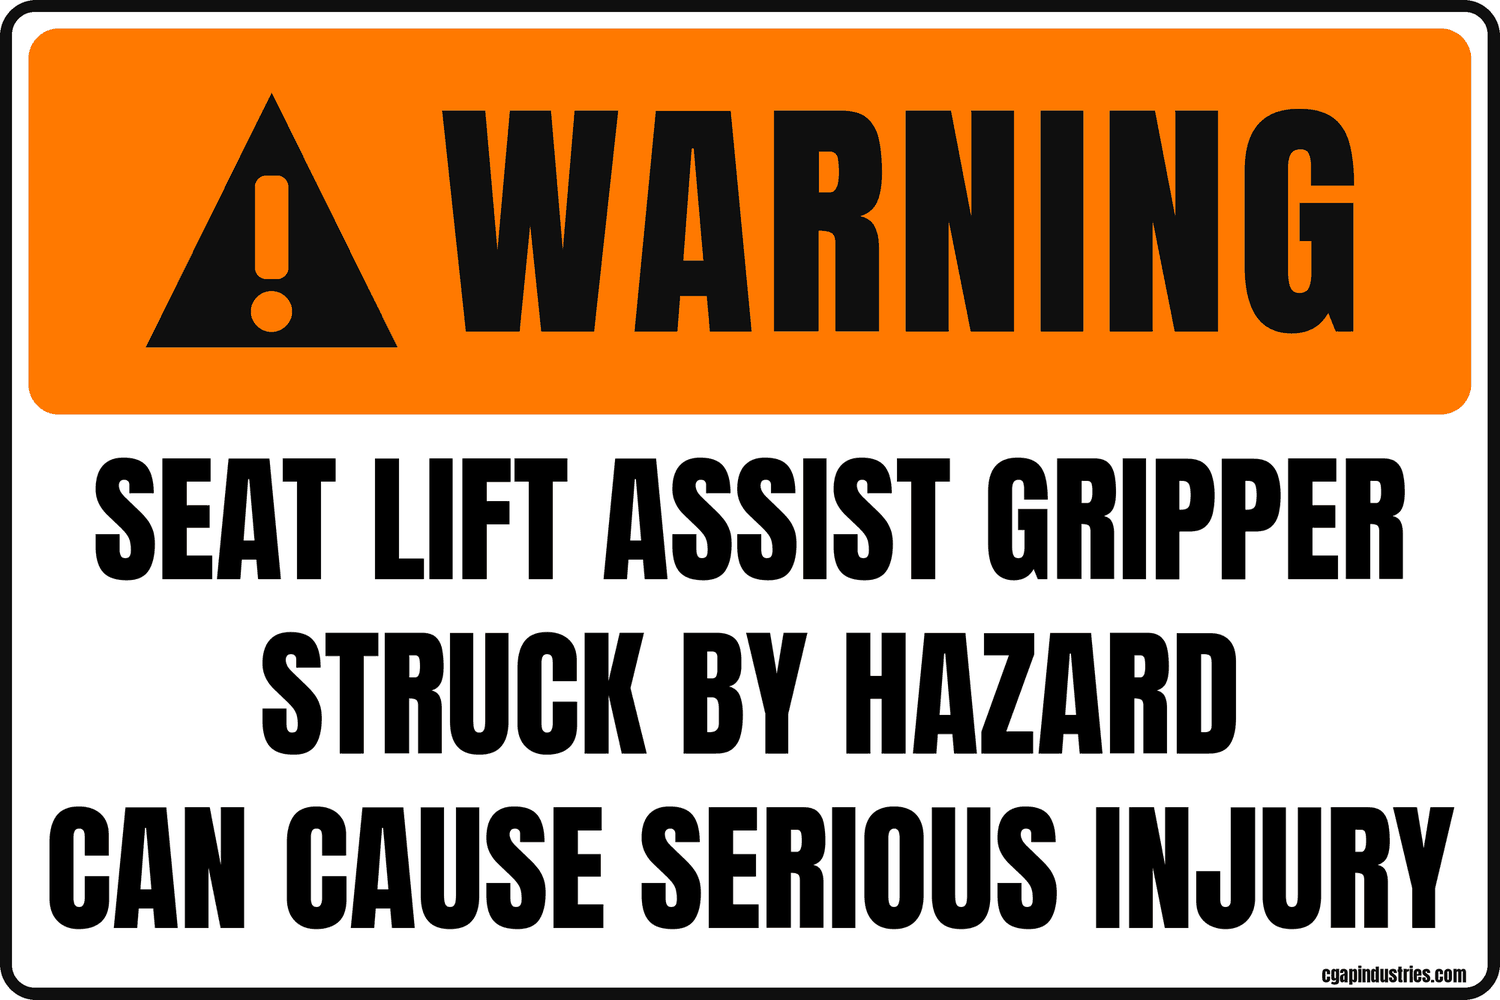 WARNING
SEAT LIFT ASSIST GRIPPER
STRUCK BY HAZARD
CAN CAUSE SERIOUS INJURY
cgapindustries.com